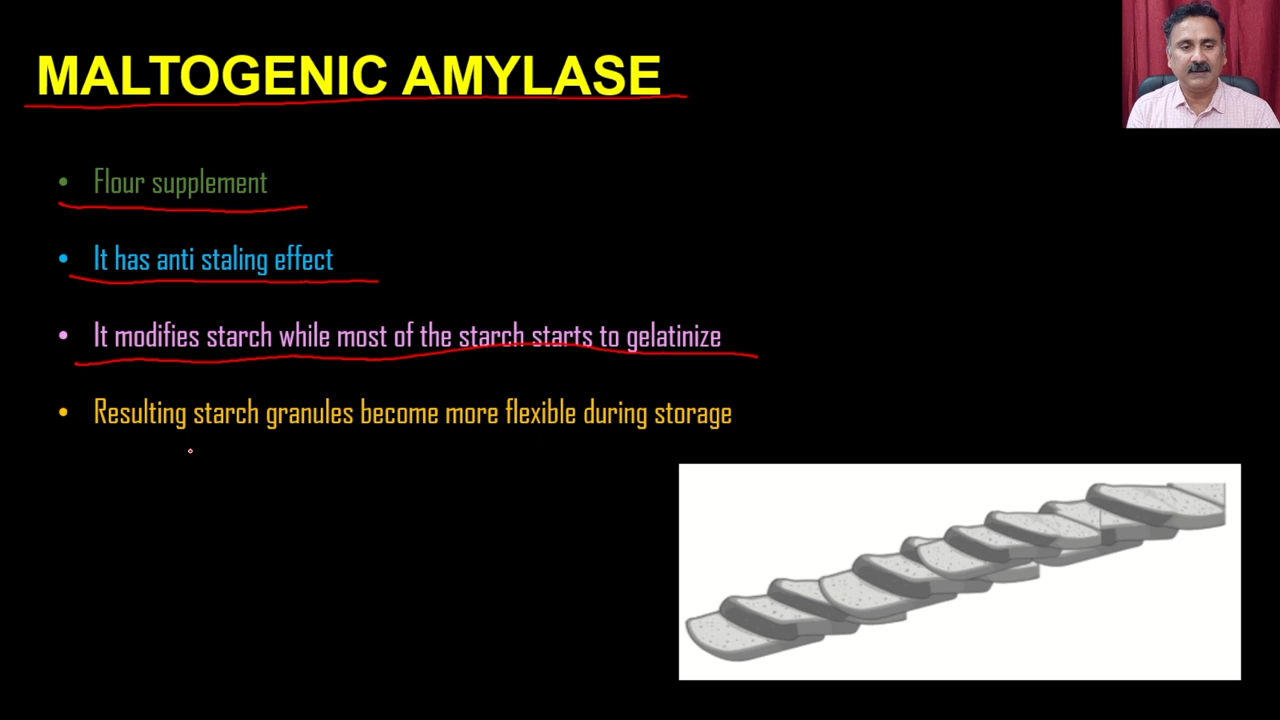 MALTOGENIC AMYLASE
• Flour supplement
• It has anti staling effect
• It modifies starch while most of the starch starts to gelatinize
• Resulting starch granules become more flexible during storage